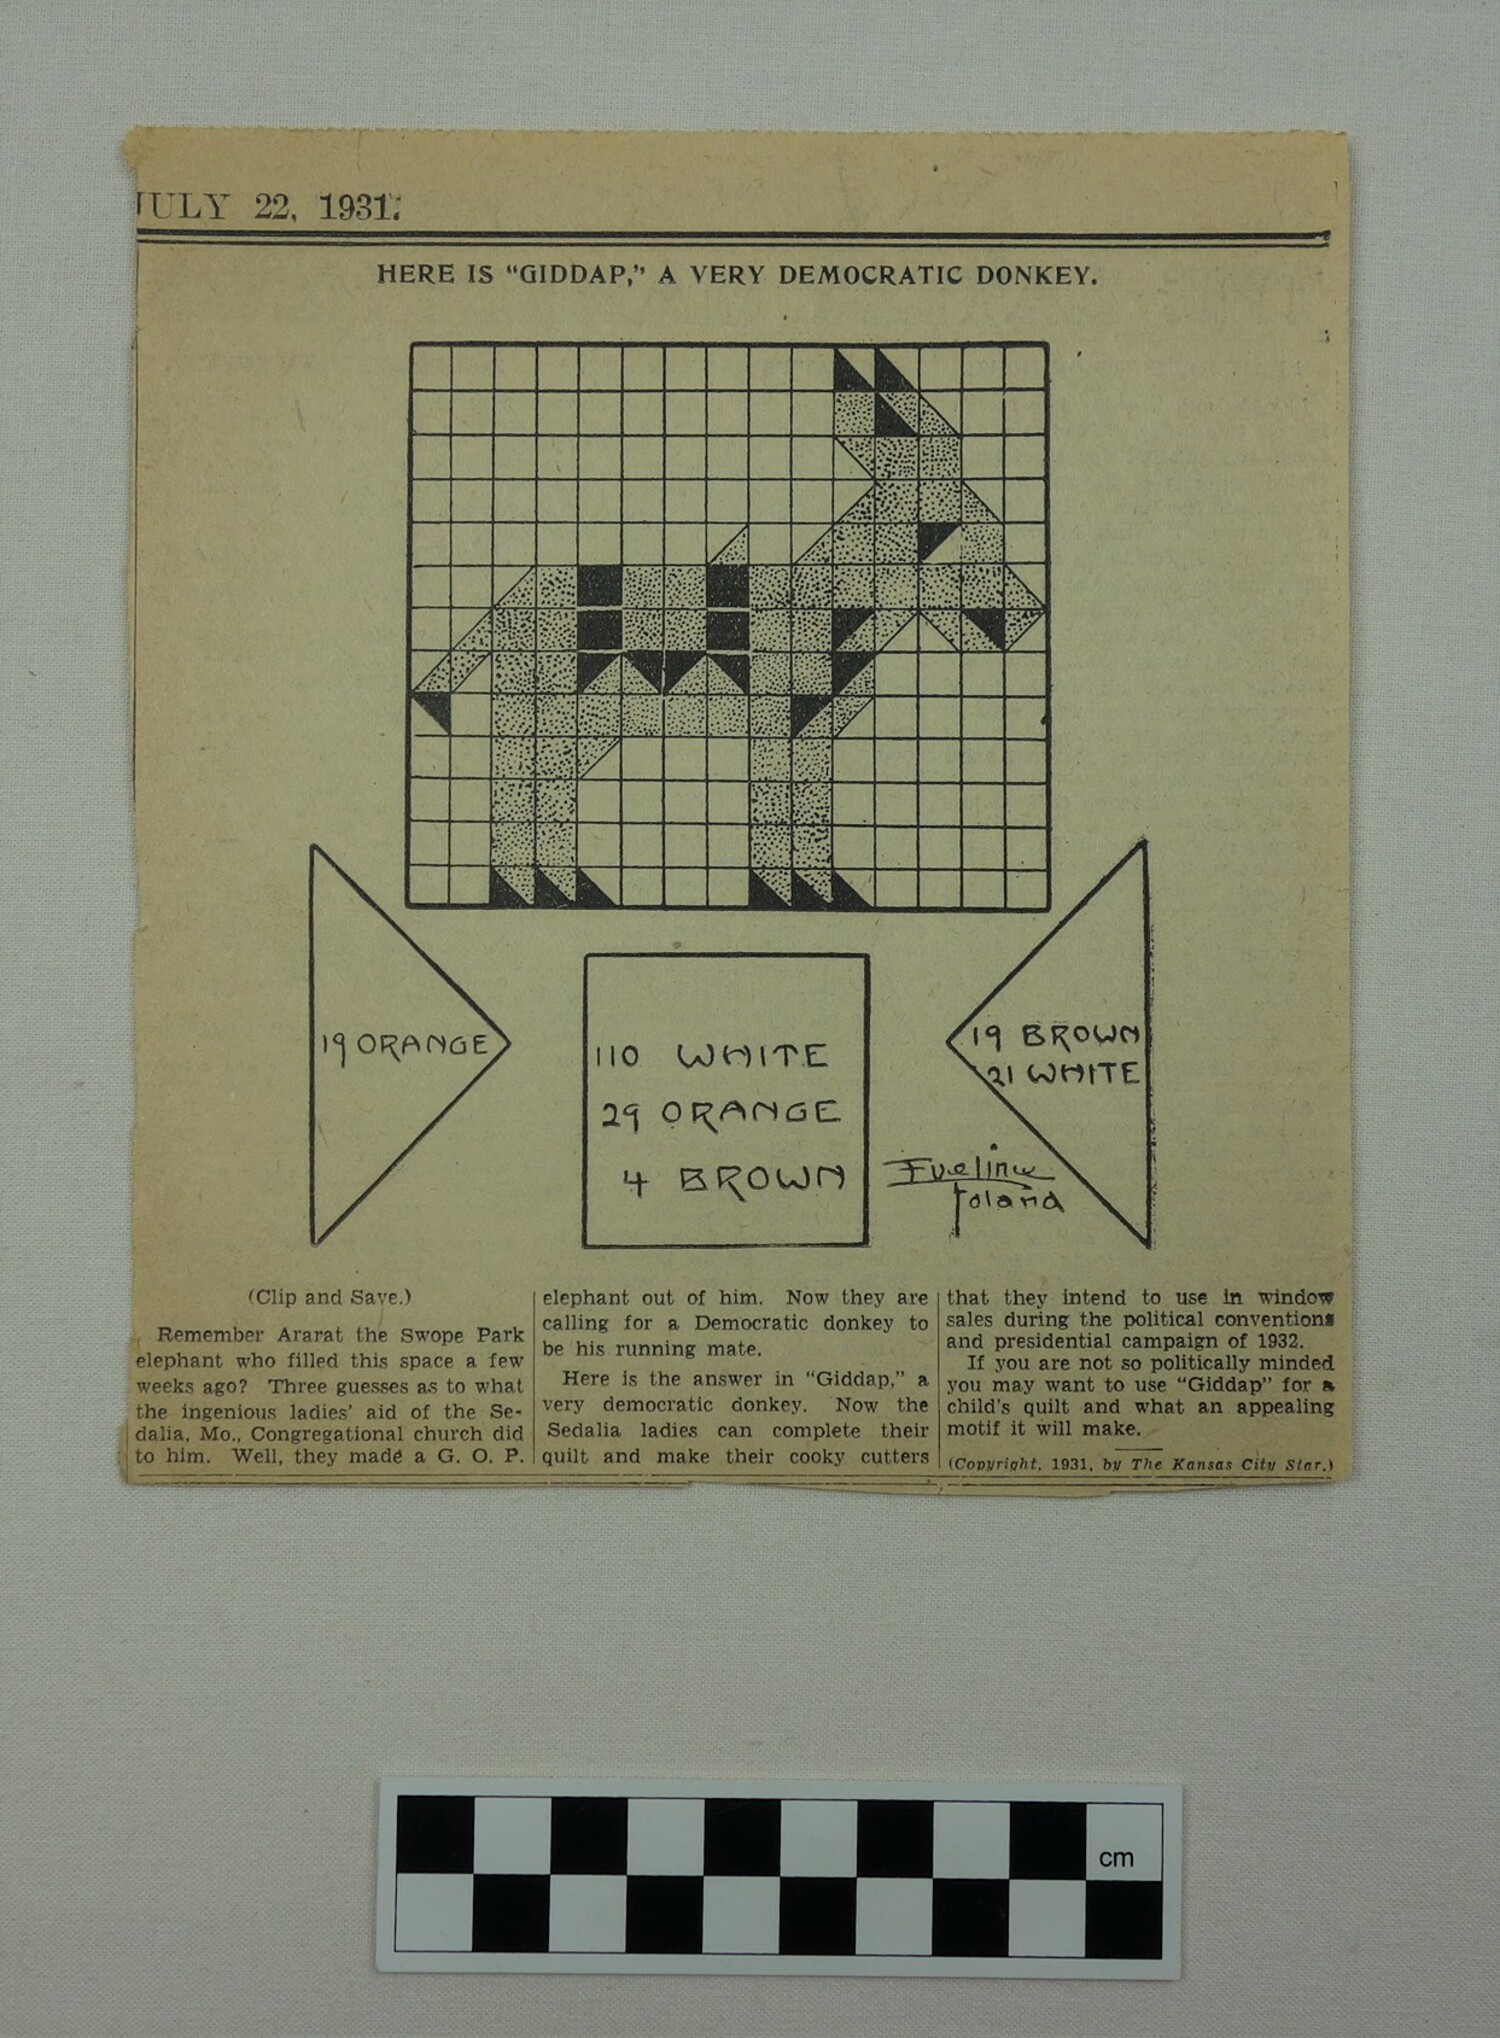 JULY 22, 1931.
HERE IS “GIDDAP,” A VERY DEMOCRATIC DONKEY.
19 ORANGE
110 WHITE
29 ORANGE
4 BROWN
19 BROWN
21 WHITE
Eveline
Foland
(Clip and Save.)
Remember Ararat the Swope Park
elephant who filled this space a few
weeks ago? Three guesses as to what
the ingenious ladies' aid of the Se-
dalia, Mo., Congregational church did
to him. Well, they made a G. O. P.
elephant out of him. Now they are
calling for a Democratic donkey to
be his running mate.
Here is the answer in “Giddap,” a
very democratic donkey. Now the
Sedalia ladies can complete their
quilt and make their cooky cutters
that they intend to use in window
sales during the political conventions
and presidential campaign of 1932.
If you are not so politically minded
you may want to use “Giddap” for a
child's quilt and what an appealing
motif it will make.
(Copyright, 1931, by The Kansas City Star.)
cm